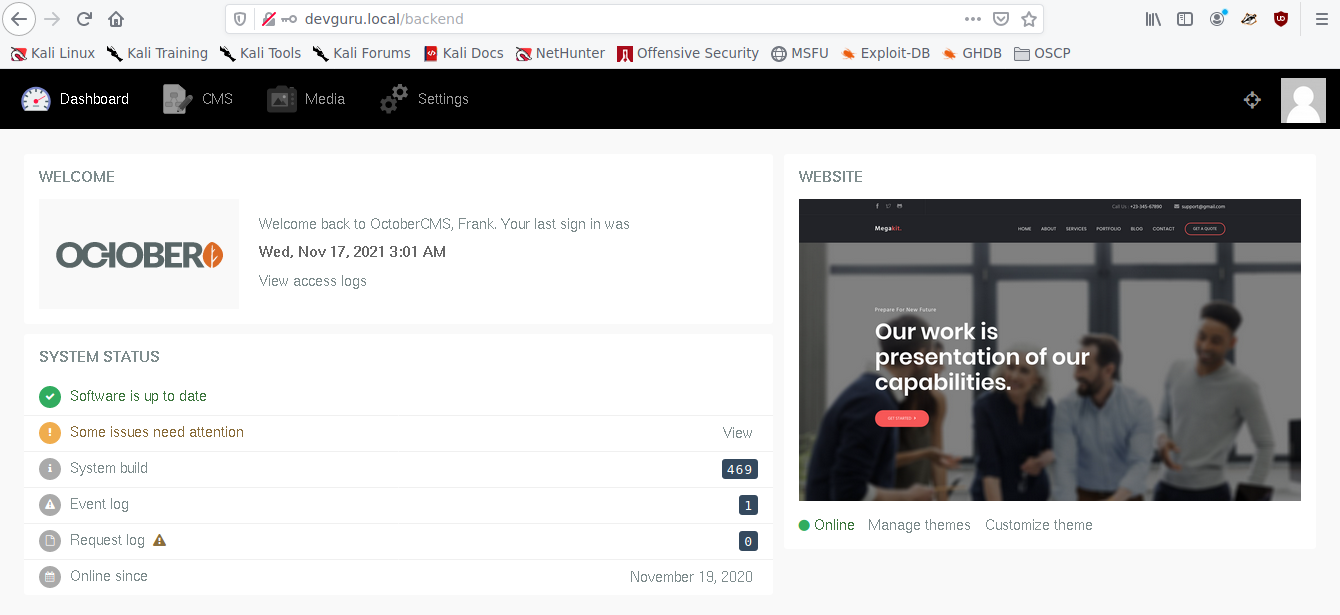 devguru.local/backend
Kali Linux Kali Training Kali Tools Kali Forums Kali Docs NetHunter Offensive Security MSFU Exploit-DB GHDB OSCP
Dashboard CMS Media Settings
WELCOME
OCTOBER
Welcome back to OctoberCMS, Frank. Your last sign in was
Wed, Nov 17, 2021 3:01 AM
View access logs
SYSTEM STATUS
Software is up to date
Some issues need attention View
System build 469
Event log 1
Request log 0
Online since November 19, 2020
WEBSITE
Call Us : +23-345-67890 support@gmail.com
Megakit. HOME ABOUT SERVICES PORTFOLIO BLOG CONTACT GET A QUOTE
Prepare For New Future
Our work is
presentation of our
capabilities.
GET STARTED
Online Manage themes Customize theme